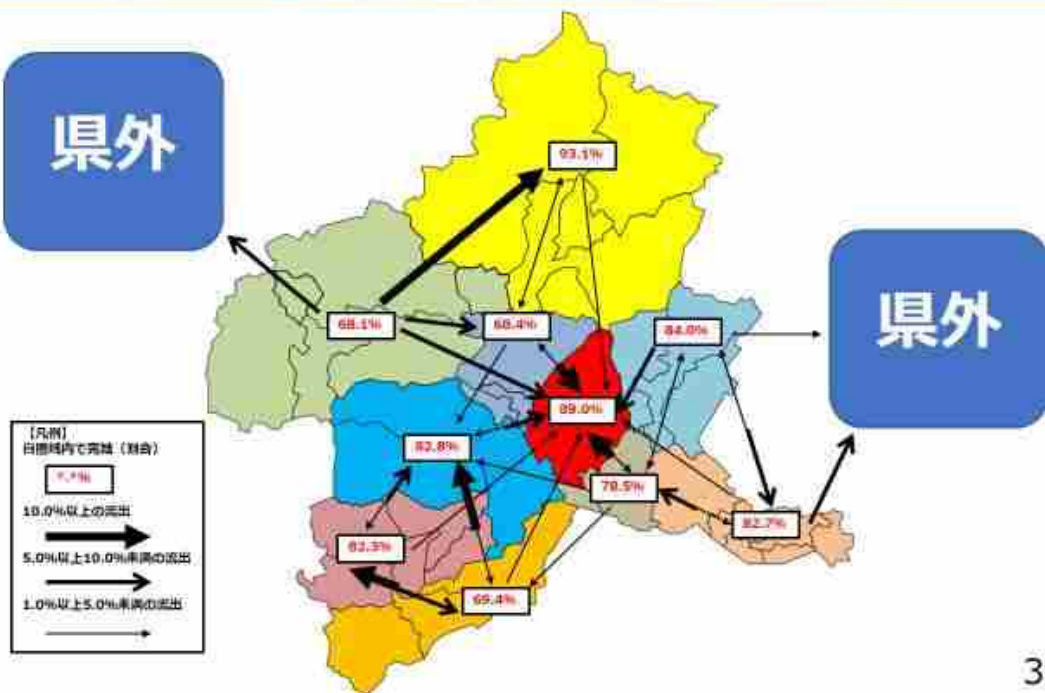 県外
93.1%
県外
68.1%
68.4%
84.0%
89.0%
82.8%
78.5%
82.7%
82.3%
69.4%
【凡例】
自圏域内で完結（割合）
*.*%
10.0%以上の流出
5.0%以上10.0%未満の流出
1.0%以上5.0%未満の流出
3